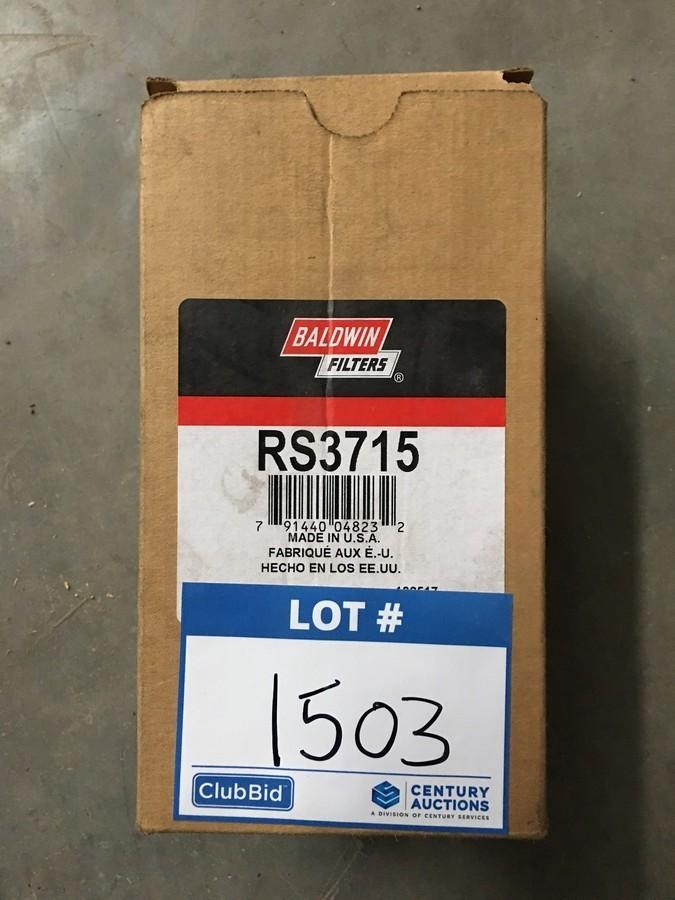 BALDWIN
FILTERS ®
RS3715
7 91440 04823 2
MADE IN U.S.A.
FABRIQUÉ AUX É.-U.
HECHO EN LOS EE.UU.
LOT #
1503
ClubBid™
CENTURY
AUCTIONS
A DIVISION OF CENTURY SERVICES